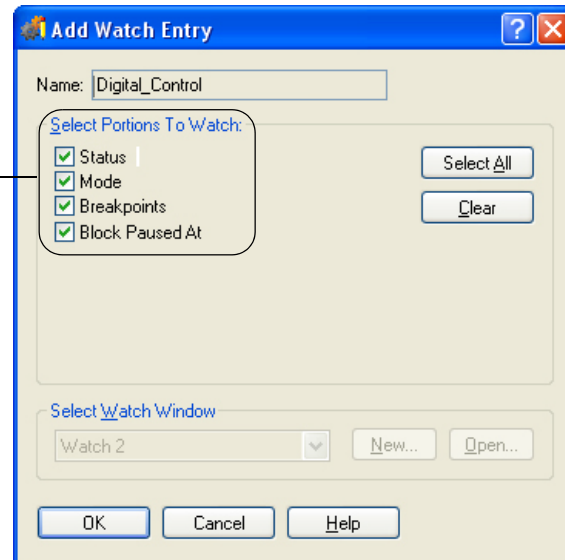 Add Watch Entry
Name: Digital_Control
Select Portions To Watch:
Status
Mode
Breakpoints
Block Paused At
Select All
Clear
Select Watch Window
Watch 2
New...
Open...
OK
Cancel
Help